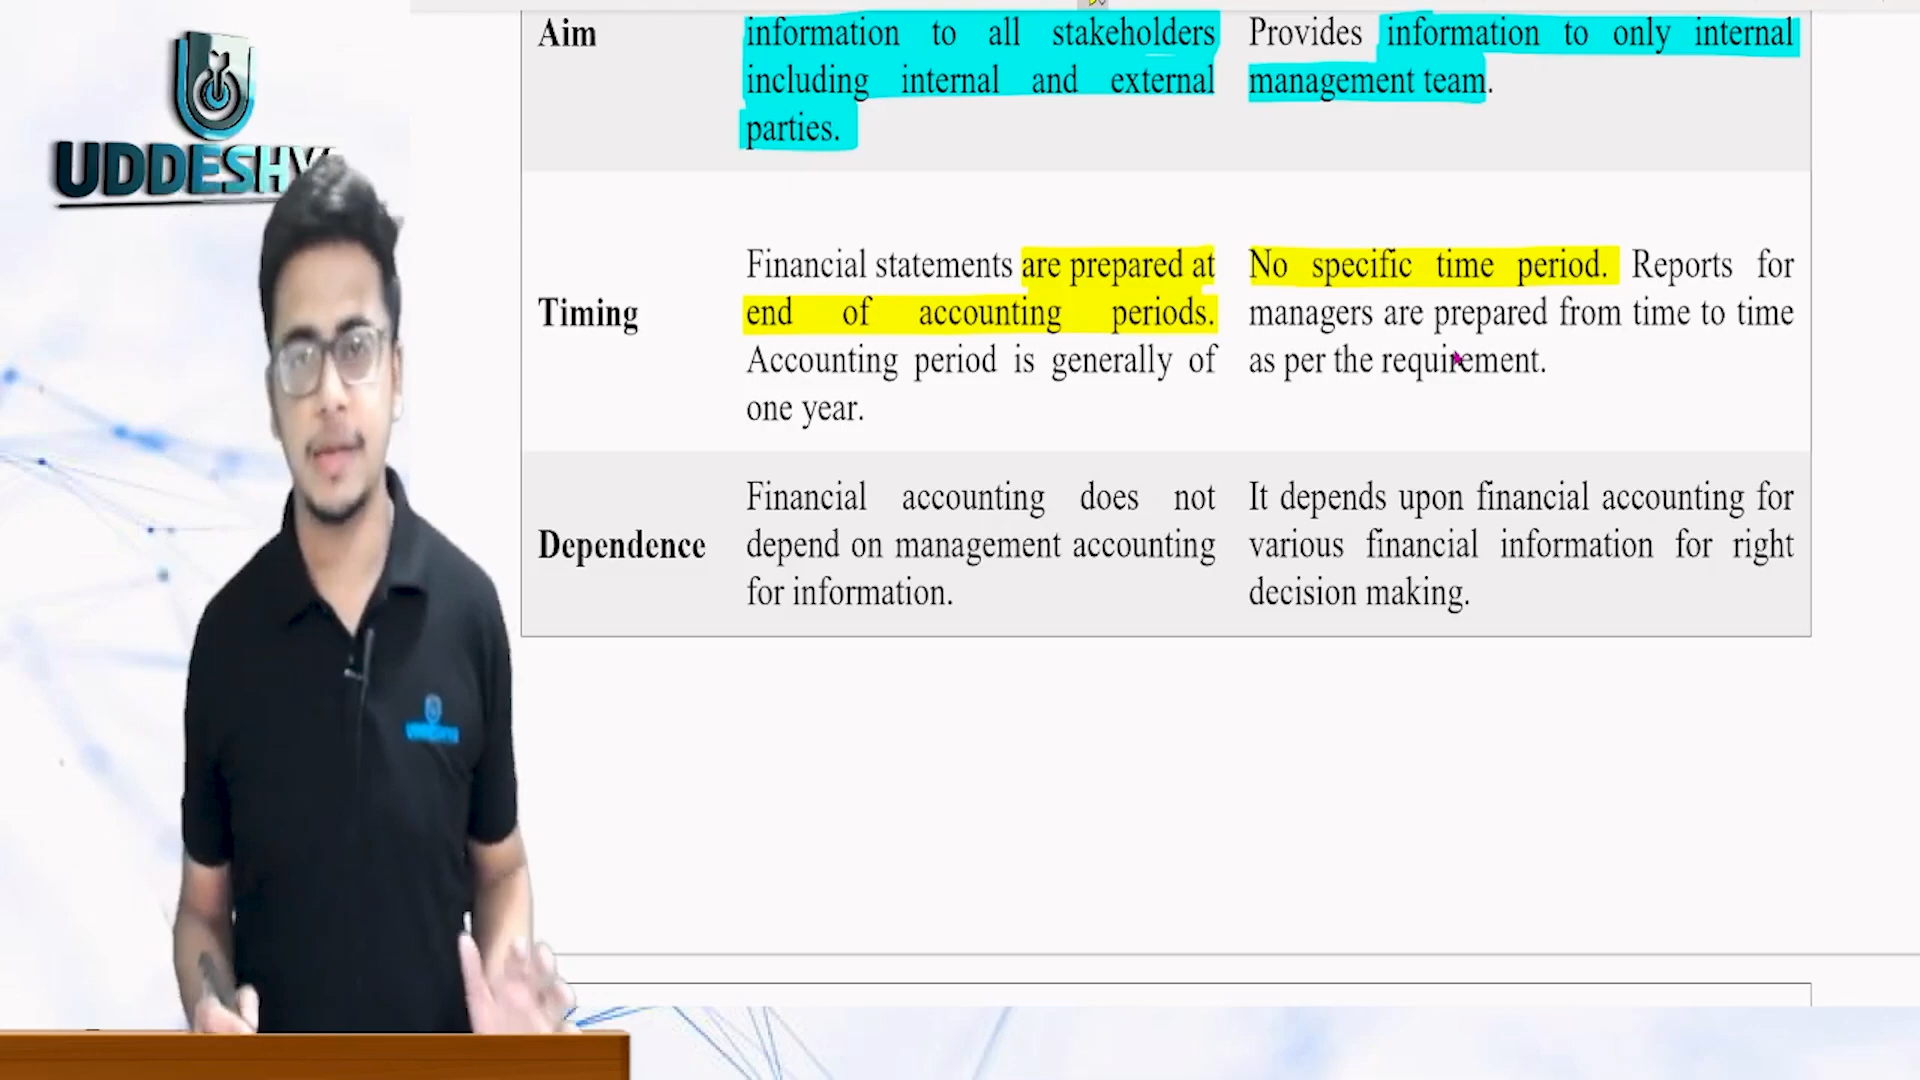 UDDESHY
Aim
information to all stakeholders
including internal and external
parties.
Provides information to only internal
management team.
Timing
Financial statements are prepared at
end of accounting periods.
Accounting period is generally of
one year.
No specific time period. Reports for
managers are prepared from time to time
as per the requirement.
Dependence
Financial accounting does not
depend on management accounting
for information.
It depends upon financial accounting for
various financial information for right
decision making.